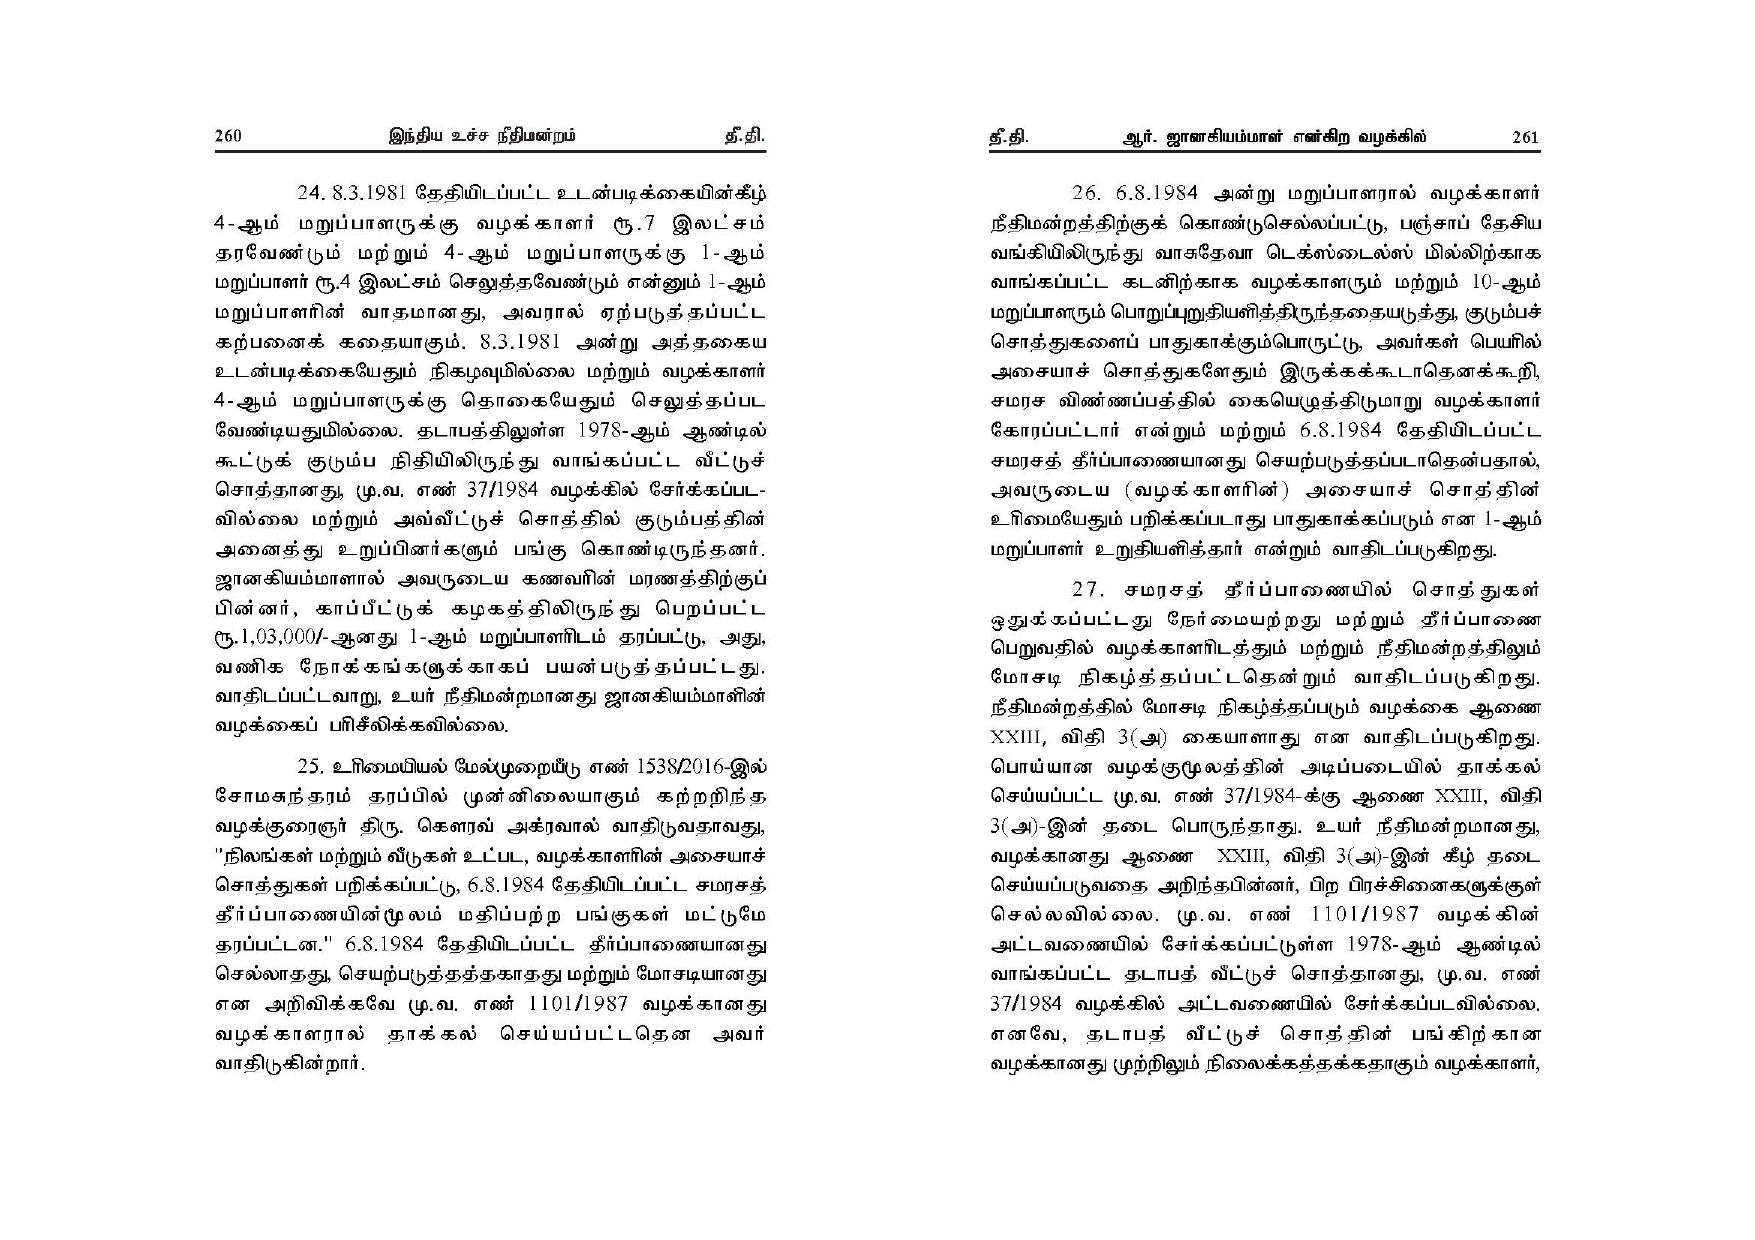 260 இந்திய உச்ச நீதிமன்றம் தீ.தி.
24. 8.3.1981 தேதியிடப்பட்ட உடன்படிக்கையின்கீழ்
4-ஆம் மறுப்பாளருக்கு வழக்காளர் ரூ.7 இலட்சம்
தரவேண்டும் மற்றும் 4-ஆம் மறுப்பாளருக்கு 1-ஆம்
மறுப்பாளர் ரூ.4 இலட்சம் செலுத்தவேண்டும் என்னும் 1-ஆம்
மறுப்பாளரின் வாதமானது, அவரால் ஏற்படுத்தப்பட்ட
கற்பனைக் கதையாகும். 8.3.1981 அன்று அத்தகைய
உடன்படிக்கையேதும் நிகழவுமில்லை மற்றும் வழக்காளர்
4-ஆம் மறுப்பாளருக்கு தொகையேதும் செலுத்தப்பட
வேண்டியதுமில்லை. தடாபத்திலுள்ள 1978-ஆம் ஆண்டில்
கூட்டுக் குடும்ப நிதியிலிருந்து வாங்கப்பட்ட வீட்டுச்
சொத்தானது, மு.வ. எண் 37/1984 வழக்கில் சேர்க்கப்பட-
வில்லை மற்றும் அவ்வீட்டுச் சொத்தில் குடும்பத்தின்
அனைத்து உறுப்பினர்களும் பங்கு கொண்டிருந்தனர்.
ஜானகியம்மாளால் அவருடைய கணவரின் மரணத்திற்குப்
பின்னர், காப்பீட்டுக் கழகத்திலிருந்து பெறப்பட்ட
ரூ.1,03,000/-ஆனது 1-ஆம் மறுப்பாளரிடம் தரப்பட்டு, அது,
வணிக நோக்கங்களுக்காகப் பயன்படுத்தப்பட்டது.
வாதிடப்பட்டவாறு, உயர் நீதிமன்றமானது ஜானகியம்மாளின்
வழக்கைப் பரிசீலிக்கவில்லை.
25. உரிமையியல் மேல்முறையீடு எண் 1538/2016-இல்
சோமசுந்தரம் தரப்பில் முன்னிலையாகும் கற்றறிந்த
வழக்குரைஞர் திரு. கௌரவ் அக்ரவால் வாதிடுவதாவது,
"நிலங்கள் மற்றும் வீடுகள் உட்பட, வழக்காளரின் அசையாச்
சொத்துகள் பறிக்கப்பட்டு, 6.8.1984 தேதியிடப்பட்ட சமரசத்
தீர்ப்பாணையின்மூலம் மதிப்பற்ற பங்குகள் மட்டுமே
தரப்பட்டன." 6.8.1984 தேதியிடப்பட்ட தீர்ப்பாணையானது
செல்லாதது, செயற்படுத்தத்தகாதது மற்றும் மோசடியானது
என அறிவிக்கவே மு.வ. எண் 1101/1987 வழக்கானது
வழக்காளரால் தாக்கல் செய்யப்பட்டதென அவர்
வாதிடுகின்றார்.
தீ.தி. ஆர். ஜானகியம்மாள் என்கிற வழக்கில் 261
26. 6.8.1984 அன்று மறுப்பாளரால் வழக்காளர்
நீதிமன்றத்திற்குக் கொண்டுசெல்லப்பட்டு, பஞ்சாப் தேசிய
வங்கியிலிருந்து வாசுதேவா டெக்ஸ்டைல்ஸ் மில்லிற்காக
வாங்கப்பட்ட கடனிற்காக வழக்காளரும் மற்றும் 10-ஆம்
மறுப்பாளரும் பொறுப்புறுதியளித்திருந்ததையடுத்து, குடும்பச்
சொத்துகளைப் பாதுகாக்கும்பொருட்டு, அவர்கள் பெயரில்
அசையாச் சொத்துகளேதும் இருக்கக்கூடாதெனக்கூறி,
சமரச விண்ணப்பத்தில் கையெழுத்திடுமாறு வழக்காளர்
கோரப்பட்டார் என்றும் மற்றும் 6.8.1984 தேதியிடப்பட்ட
சமரசத் தீர்ப்பாணையானது செயற்படுத்தப்படாதென்பதால்,
அவருடைய (வழக்காளரின்) அசையாச் சொத்தின்
உரிமையேதும் பறிக்கப்படாது பாதுகாக்கப்படும் என 1-ஆம்
மறுப்பாளர் உறுதியளித்தார் என்றும் வாதிடப்படுகிறது.
27. சமரசத் தீர்ப்பாணையில் சொத்துகள்
ஒதுக்கப்பட்டது நேர்மையற்றது மற்றும் தீர்ப்பாணை
பெறுவதில் வழக்காளரிடத்தும் மற்றும் நீதிமன்றத்திலும்
மோசடி நிகழ்த்தப்பட்டதென்றும் வாதிடப்படுகிறது.
நீதிமன்றத்தில் மோசடி நிகழ்த்தப்படும் வழக்கை ஆணை
XXIII, விதி 3(அ) கையாளாது என வாதிடப்படுகிறது.
பொய்யான வழக்குமூலத்தின் அடிப்படையில் தாக்கல்
செய்யப்பட்ட மு.வ. எண் 37/1984-க்கு ஆணை XXIII, விதி
3(அ)-இன் தடை பொருந்தாது. உயர் நீதிமன்றமானது,
வழக்கானது ஆணை XXIII, விதி 3(அ)-இன் கீழ் தடை
செய்யப்படுவதை அறிந்தபின்னர், பிற பிரச்சினைகளுக்குள்
செல்லவில்லை. மு.வ. எண் 1101/1987 வழக்கின்
அட்டவணையில் சேர்க்கப்பட்டுள்ள 1978-ஆம் ஆண்டில்
வாங்கப்பட்ட தடாபத் வீட்டுச் சொத்தானது, மு.வ. எண்
37/1984 வழக்கில் அட்டவணையில் சேர்க்கப்படவில்லை.
எனவே, தடாபத் வீட்டுச் சொத்தின் பங்கிற்கான
வழக்கானது முற்றிலும் நிலைக்கத்தக்கதாகும் வழக்காளர்,